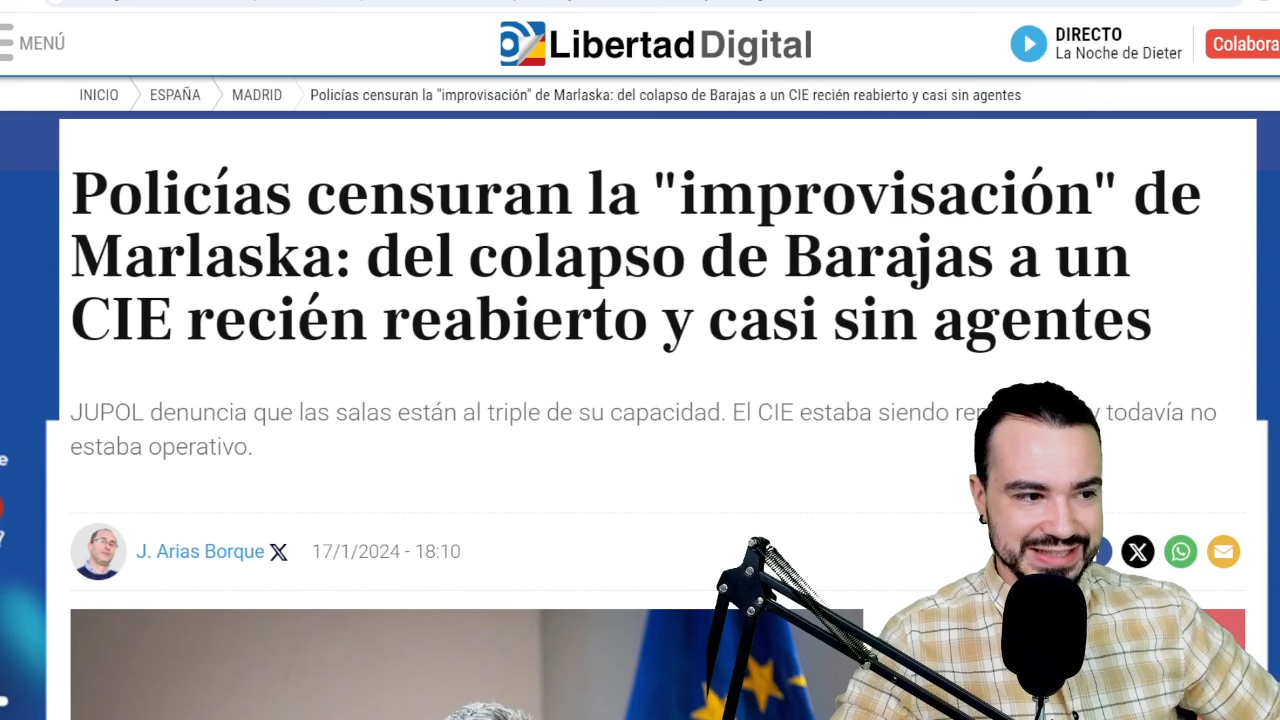 MENÚ
Libertad Digital
DIRECTO
La Noche de Dieter
Colabora
INICIO
ESPAÑA
MADRID
Policías censuran la "improvisación" de Marlaska: del colapso de Barajas a un CIE recién reabierto y casi sin agentes
Policías censuran la "improvisación" de
Marlaska: del colapso de Barajas a un
CIE recién reabierto y casi sin agentes
JUPOL denuncia que las salas están al triple de su capacidad. El CIE estaba siendo y todavía no
estaba operativo.
J. Arias Borque
17/1/2024 - 18:10